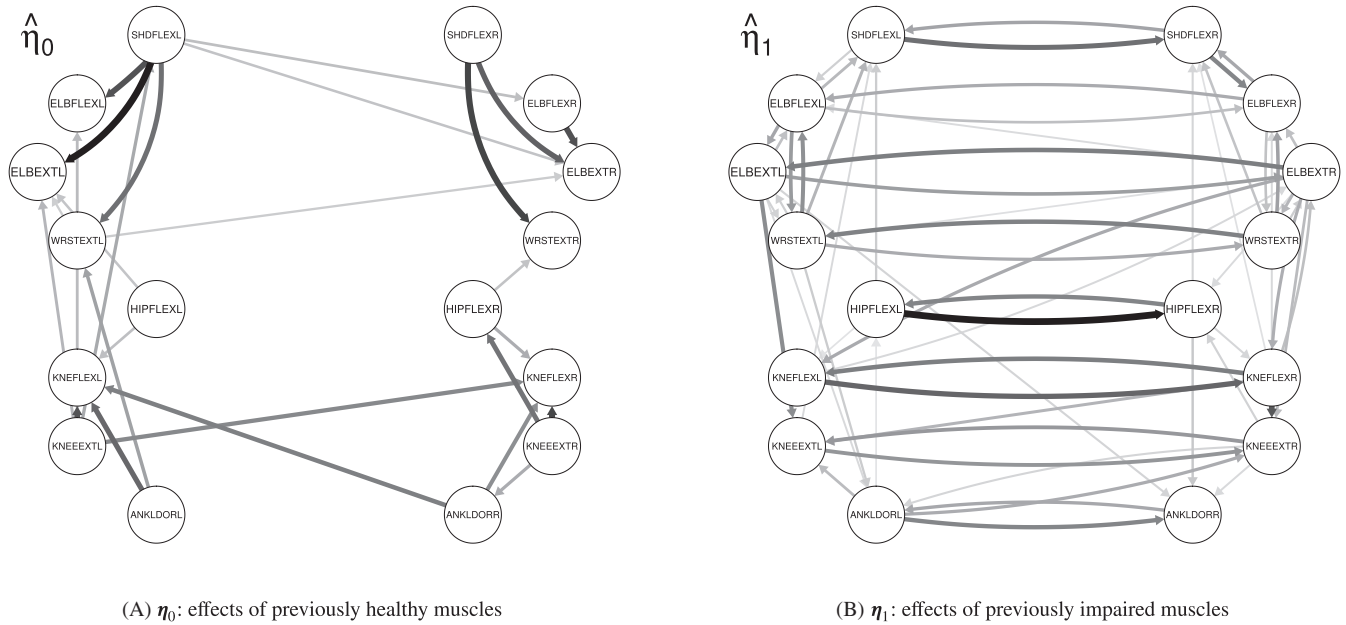 η̂0
SHDFLEXL
SHDFLEXR
ELBFLEXL
ELBFLEXR
ELBEXTL
ELBEXTR
WRSTEXTL
WRSTEXTR
HIPFLEXL
HIPFLEXR
KNEFLEXL
KNEFLEXR
KNEEEXTL
KNEEEXTR
ANKLDORL
ANKLDORR
(A) η0: effects of previously healthy muscles
η̂1
SHDFLEXL
SHDFLEXR
ELBFLEXL
ELBFLEXR
ELBEXTL
ELBEXTR
WRSTEXTL
WRSTEXTR
HIPFLEXL
HIPFLEXR
KNEFLEXL
KNEFLEXR
KNEEEXTL
KNEEEXTR
ANKLDORL
ANKLDORR
(B) η1: effects of previously impaired muscles